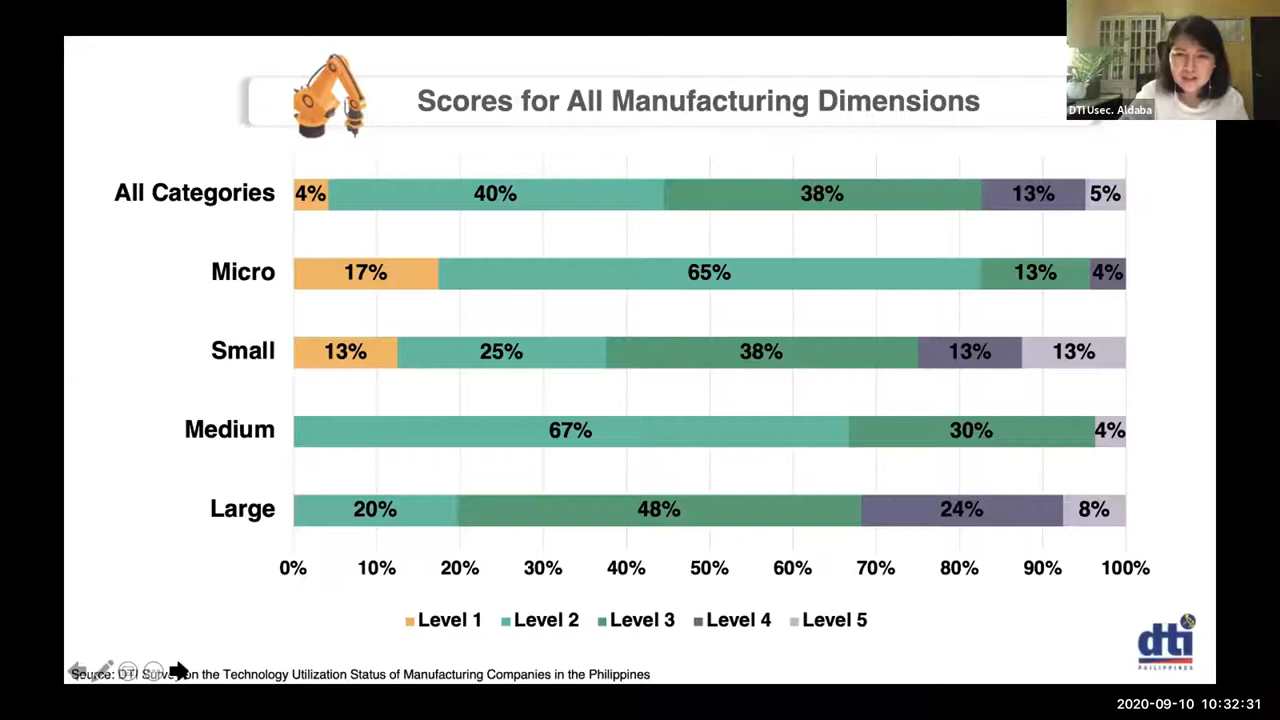 Scores for All Manufacturing Dimensions
DTI Usec. Aldaba
All Categories 4% 40% 38% 13% 5%
Micro 17% 65% 13% 4%
Small 13% 25% 38% 13% 13%
Medium 67% 30% 4%
Large 20% 48% 24% 8%
0% 10% 20% 30% 40% 50% 60% 70% 80% 90% 100%
Level 1 Level 2 Level 3 Level 4 Level 5
dti
PHILIPPINES
Source: DTI Survey on the Technology Utilization Status of Manufacturing Companies in the Philippines
2020-09-10 10:32:31